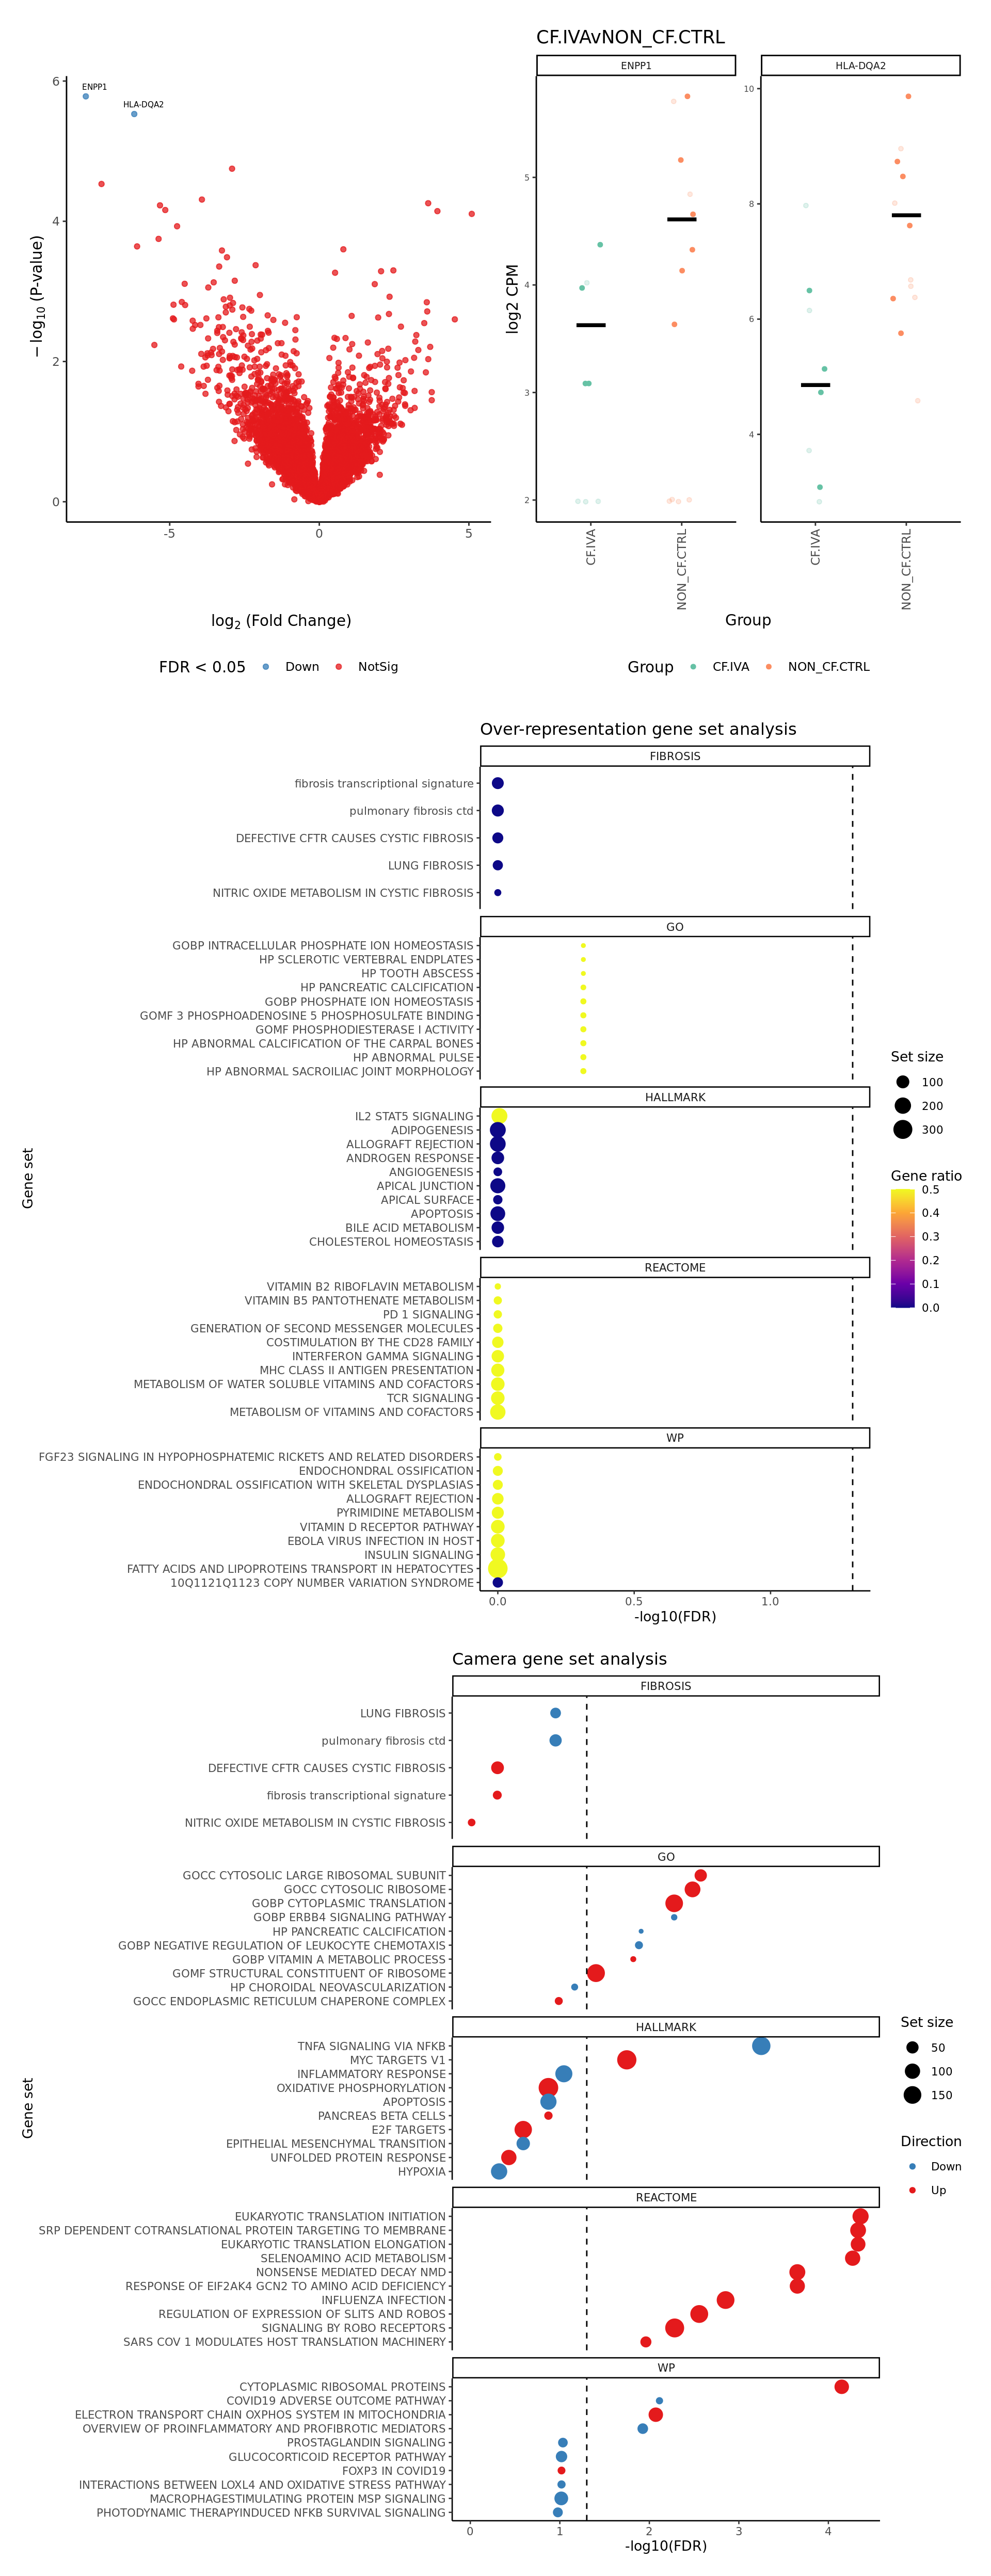 CF.IVAvNON_CF.CTRL
ENPP1
HLA-DQA2
− log10 (P-value)
6
4
2
0
ENPP1
HLA-DQA2
-5
0
5
log2 (Fold Change)
FDR < 0.05
Down
NotSig
log2 CPM
5
4
3
2
10
8
6
4
CF.IVA
NON_CF.CTRL
CF.IVA
NON_CF.CTRL
Group
Group
CF.IVA
NON_CF.CTRL
Over-representation gene set analysis
Gene set
FIBROSIS
fibrosis transcriptional signature
pulmonary fibrosis ctd
DEFECTIVE CFTR CAUSES CYSTIC FIBROSIS
LUNG FIBROSIS
NITRIC OXIDE METABOLISM IN CYSTIC FIBROSIS
GO
GOBP INTRACELLULAR PHOSPHATE ION HOMEOSTASIS
HP SCLEROTIC VERTEBRAL ENDPLATES
HP TOOTH ABSCESS
HP PANCREATIC CALCIFICATION
GOBP PHOSPHATE ION HOMEOSTASIS
GOMF 3 PHOSPHOADENOSINE 5 PHOSPHOSULFATE BINDING
GOMF PHOSPHODIESTERASE I ACTIVITY
HP ABNORMAL CALCIFICATION OF THE CARPAL BONES
HP ABNORMAL PULSE
HP ABNORMAL SACROILIAC JOINT MORPHOLOGY
HALLMARK
IL2 STAT5 SIGNALING
ADIPOGENESIS
ALLOGRAFT REJECTION
ANDROGEN RESPONSE
ANGIOGENESIS
APICAL JUNCTION
APICAL SURFACE
APOPTOSIS
BILE ACID METABOLISM
CHOLESTEROL HOMEOSTASIS
REACTOME
VITAMIN B2 RIBOFLAVIN METABOLISM
VITAMIN B5 PANTOTHENATE METABOLISM
PD 1 SIGNALING
GENERATION OF SECOND MESSENGER MOLECULES
COSTIMULATION BY THE CD28 FAMILY
INTERFERON GAMMA SIGNALING
MHC CLASS II ANTIGEN PRESENTATION
METABOLISM OF WATER SOLUBLE VITAMINS AND COFACTORS
TCR SIGNALING
METABOLISM OF VITAMINS AND COFACTORS
WP
FGF23 SIGNALING IN HYPOPHOSPHATEMIC RICKETS AND RELATED DISORDERS
ENDOCHONDRAL OSSIFICATION
ENDOCHONDRAL OSSIFICATION WITH SKELETAL DYSPLASIAS
ALLOGRAFT REJECTION
PYRIMIDINE METABOLISM
VITAMIN D RECEPTOR PATHWAY
EBOLA VIRUS INFECTION IN HOST
INSULIN SIGNALING
FATTY ACIDS AND LIPOPROTEINS TRANSPORT IN HEPATOCYTES
10Q1121Q1123 COPY NUMBER VARIATION SYNDROME
0.0
0.5
1.0
-log10(FDR)
Set size
100
200
300
Gene ratio
0.5
0.4
0.3
0.2
0.1
0.0
Camera gene set analysis
Gene set
FIBROSIS
LUNG FIBROSIS
pulmonary fibrosis ctd
DEFECTIVE CFTR CAUSES CYSTIC FIBROSIS
fibrosis transcriptional signature
NITRIC OXIDE METABOLISM IN CYSTIC FIBROSIS
GO
GOCC CYTOSOLIC LARGE RIBOSOMAL SUBUNIT
GOCC CYTOSOLIC RIBOSOME
GOBP CYTOPLASMIC TRANSLATION
GOBP ERBB4 SIGNALING PATHWAY
HP PANCREATIC CALCIFICATION
GOBP NEGATIVE REGULATION OF LEUKOCYTE CHEMOTAXIS
GOBP VITAMIN A METABOLIC PROCESS
GOMF STRUCTURAL CONSTITUENT OF RIBOSOME
HP CHOROIDAL NEOVASCULARIZATION
GOCC ENDOPLASMIC RETICULUM CHAPERONE COMPLEX
HALLMARK
TNFA SIGNALING VIA NFKB
MYC TARGETS V1
INFLAMMATORY RESPONSE
OXIDATIVE PHOSPHORYLATION
APOPTOSIS
PANCREAS BETA CELLS
E2F TARGETS
EPITHELIAL MESENCHYMAL TRANSITION
UNFOLDED PROTEIN RESPONSE
HYPOXIA
REACTOME
EUKARYOTIC TRANSLATION INITIATION
SRP DEPENDENT COTRANSLATIONAL PROTEIN TARGETING TO MEMBRANE
EUKARYOTIC TRANSLATION ELONGATION
SELENOAMINO ACID METABOLISM
NONSENSE MEDIATED DECAY NMD
RESPONSE OF EIF2AK4 GCN2 TO AMINO ACID DEFICIENCY
INFLUENZA INFECTION
REGULATION OF EXPRESSION OF SLITS AND ROBOS
SIGNALING BY ROBO RECEPTORS
SARS COV 1 MODULATES HOST TRANSLATION MACHINERY
WP
CYTOPLASMIC RIBOSOMAL PROTEINS
COVID19 ADVERSE OUTCOME PATHWAY
ELECTRON TRANSPORT CHAIN OXPHOS SYSTEM IN MITOCHONDRIA
OVERVIEW OF PROINFLAMMATORY AND PROFIBROTIC MEDIATORS
PROSTAGLANDIN SIGNALING
GLUCOCORTICOID RECEPTOR PATHWAY
FOXP3 IN COVID19
INTERACTIONS BETWEEN LOXL4 AND OXIDATIVE STRESS PATHWAY
MACROPHAGESTIMULATING PROTEIN MSP SIGNALING
PHOTODYNAMIC THERAPYINDUCED NFKB SURVIVAL SIGNALING
0
1
2
3
4
-log10(FDR)
Set size
50
100
150
Direction
Down
Up